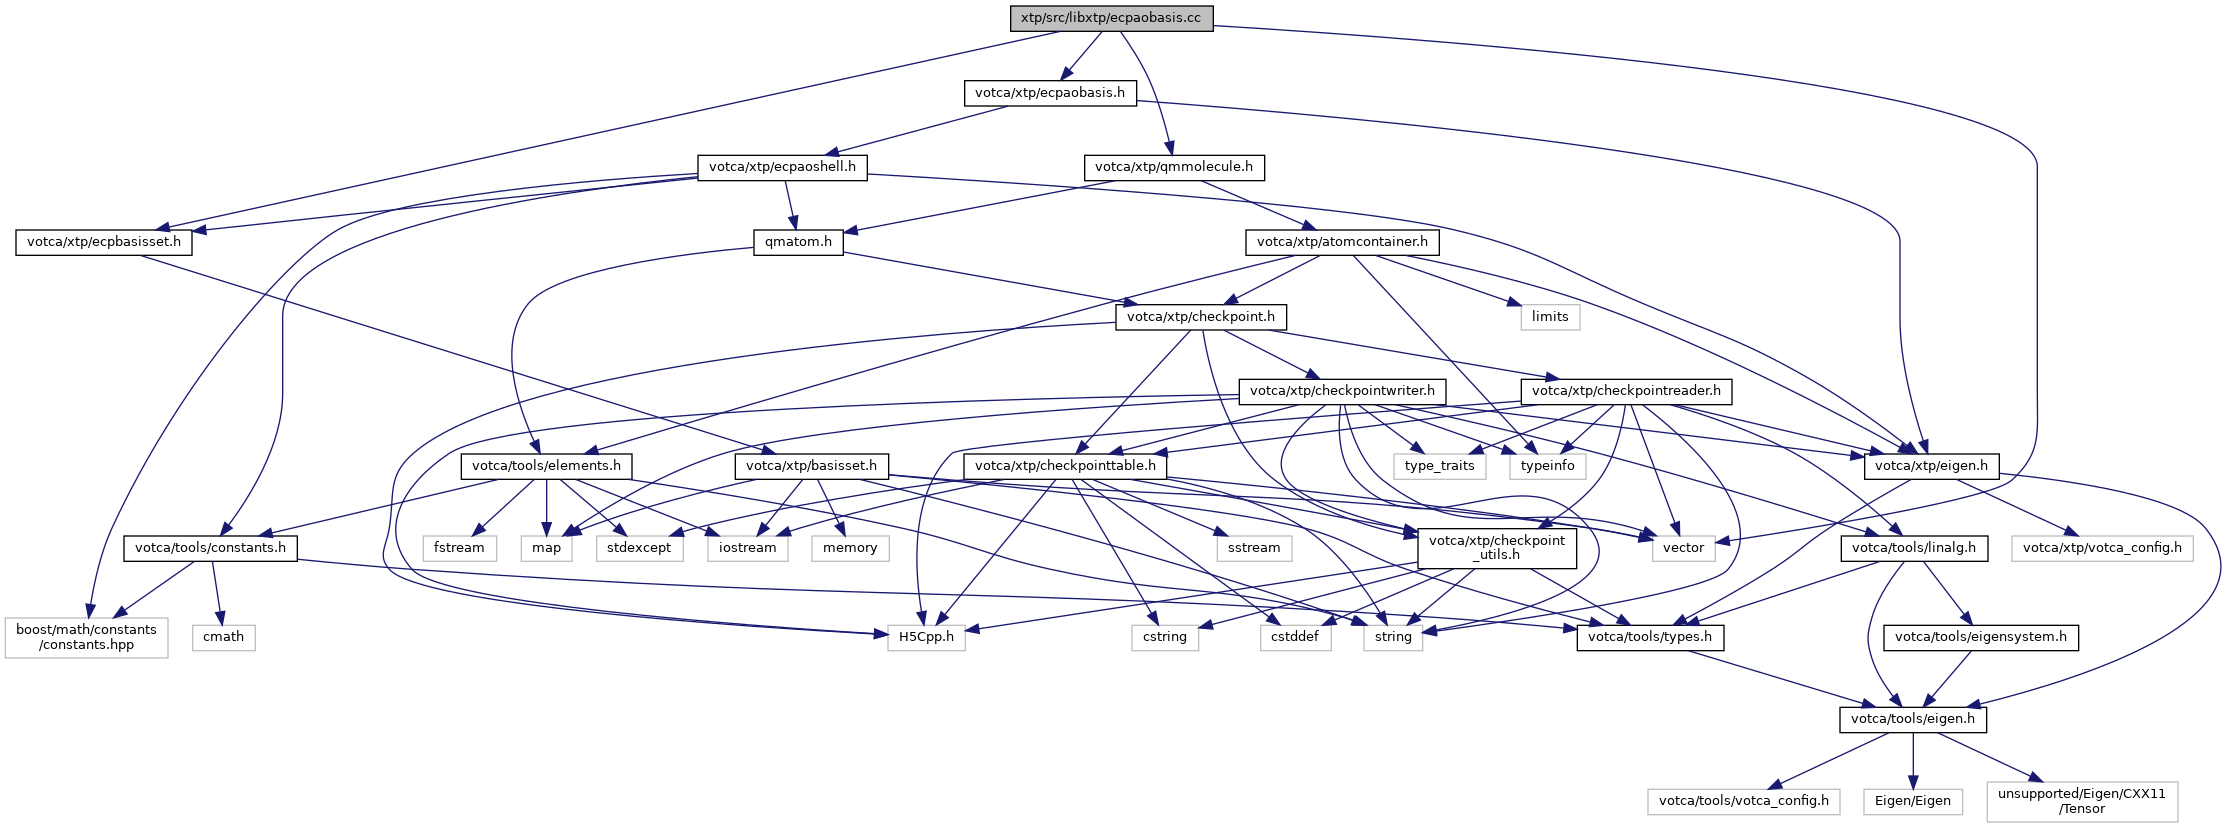 xtp/src/libxtp/ecpaobasis.cc
votca/xtp/ecpaobasis.h
votca/xtp/ecpaoshell.h
votca/xtp/qmmolecule.h
votca/xtp/ecpbasisset.h
qmatom.h
votca/xtp/atomcontainer.h
votca/xtp/checkpoint.h
limits
votca/xtp/checkpointwriter.h
votca/xtp/checkpointreader.h
votca/tools/elements.h
votca/xtp/basisset.h
votca/xtp/checkpointtable.h
type_traits
typeinfo
votca/xtp/eigen.h
votca/tools/constants.h
fstream
map
stdexcept
iostream
memory
sstream
votca/xtp/checkpoint
_utils.h
vector
votca/tools/linalg.h
votca/xtp/votca_config.h
boost/math/constants
/constants.hpp
cmath
H5Cpp.h
cstring
cstddef
string
votca/tools/types.h
votca/tools/eigensystem.h
votca/tools/eigen.h
votca/tools/votca_config.h
Eigen/Eigen
unsupported/Eigen/CXX11
/Tensor